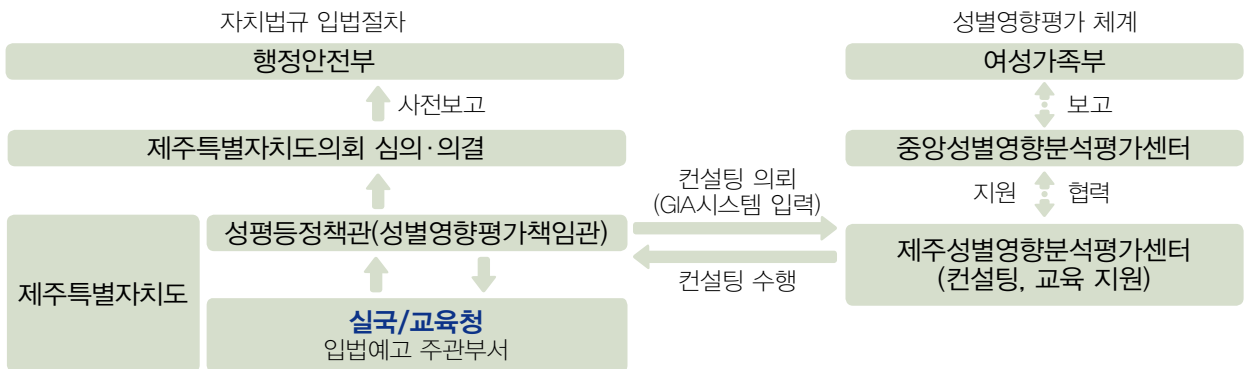 자치법규 입법절차
행정안전부
사전보고
제주특별자치도의회 심의·의결
제주특별자치도
성평등정책관(성별영향평가책임관)
실국/교육청
입법예고 주관부서
컨설팅 의뢰
(GIA시스템 입력)
컨설팅 수행
성별영향평가 체계
여성가족부
보고
중앙성별영향분석평가센터
지원
협력
제주성별영향분석평가센터
(컨설팅, 교육 지원)